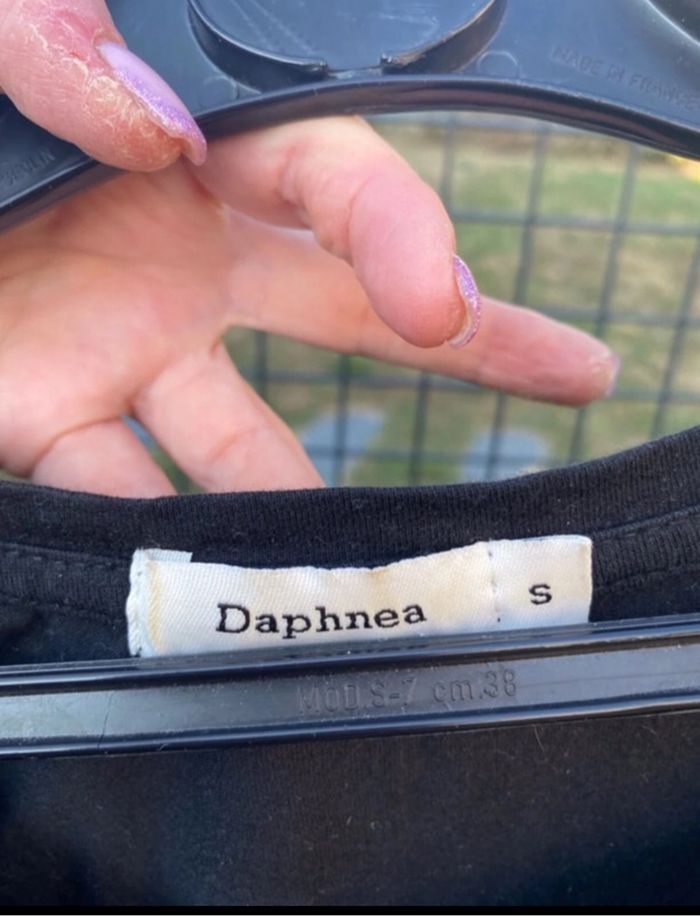 MADE IN FRANCE
Daphnea
S
MOD S-7 cm.38